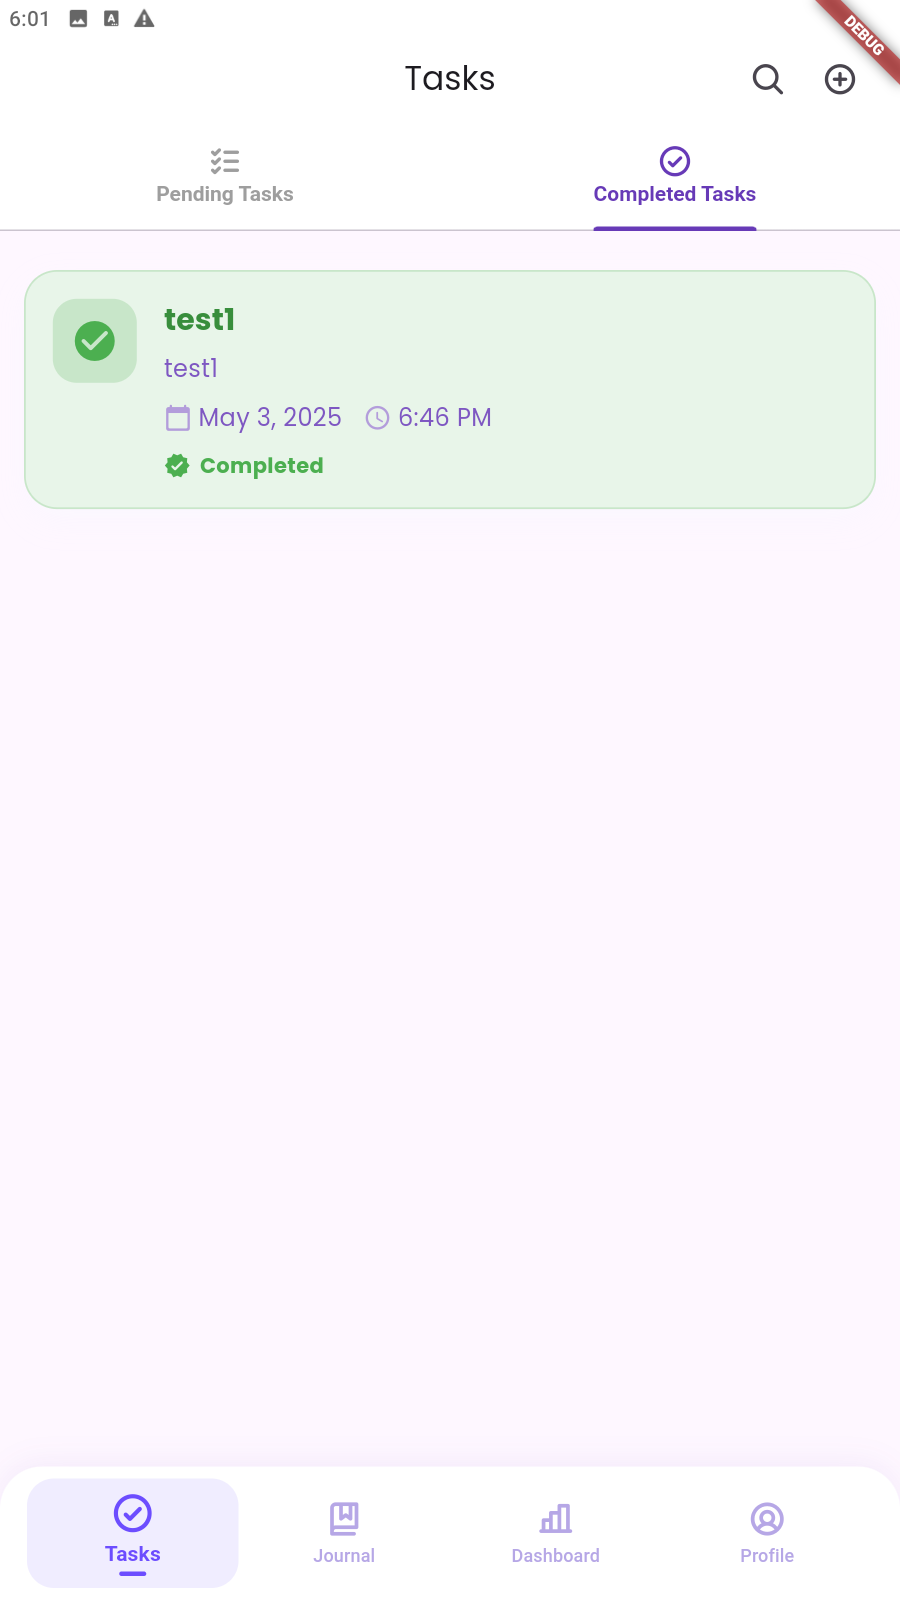 6:01
DEBUG
Tasks
Pending Tasks
Completed Tasks
test1
test1
May 3, 2025 6:46 PM
Completed
Tasks
Journal
Dashboard
Profile